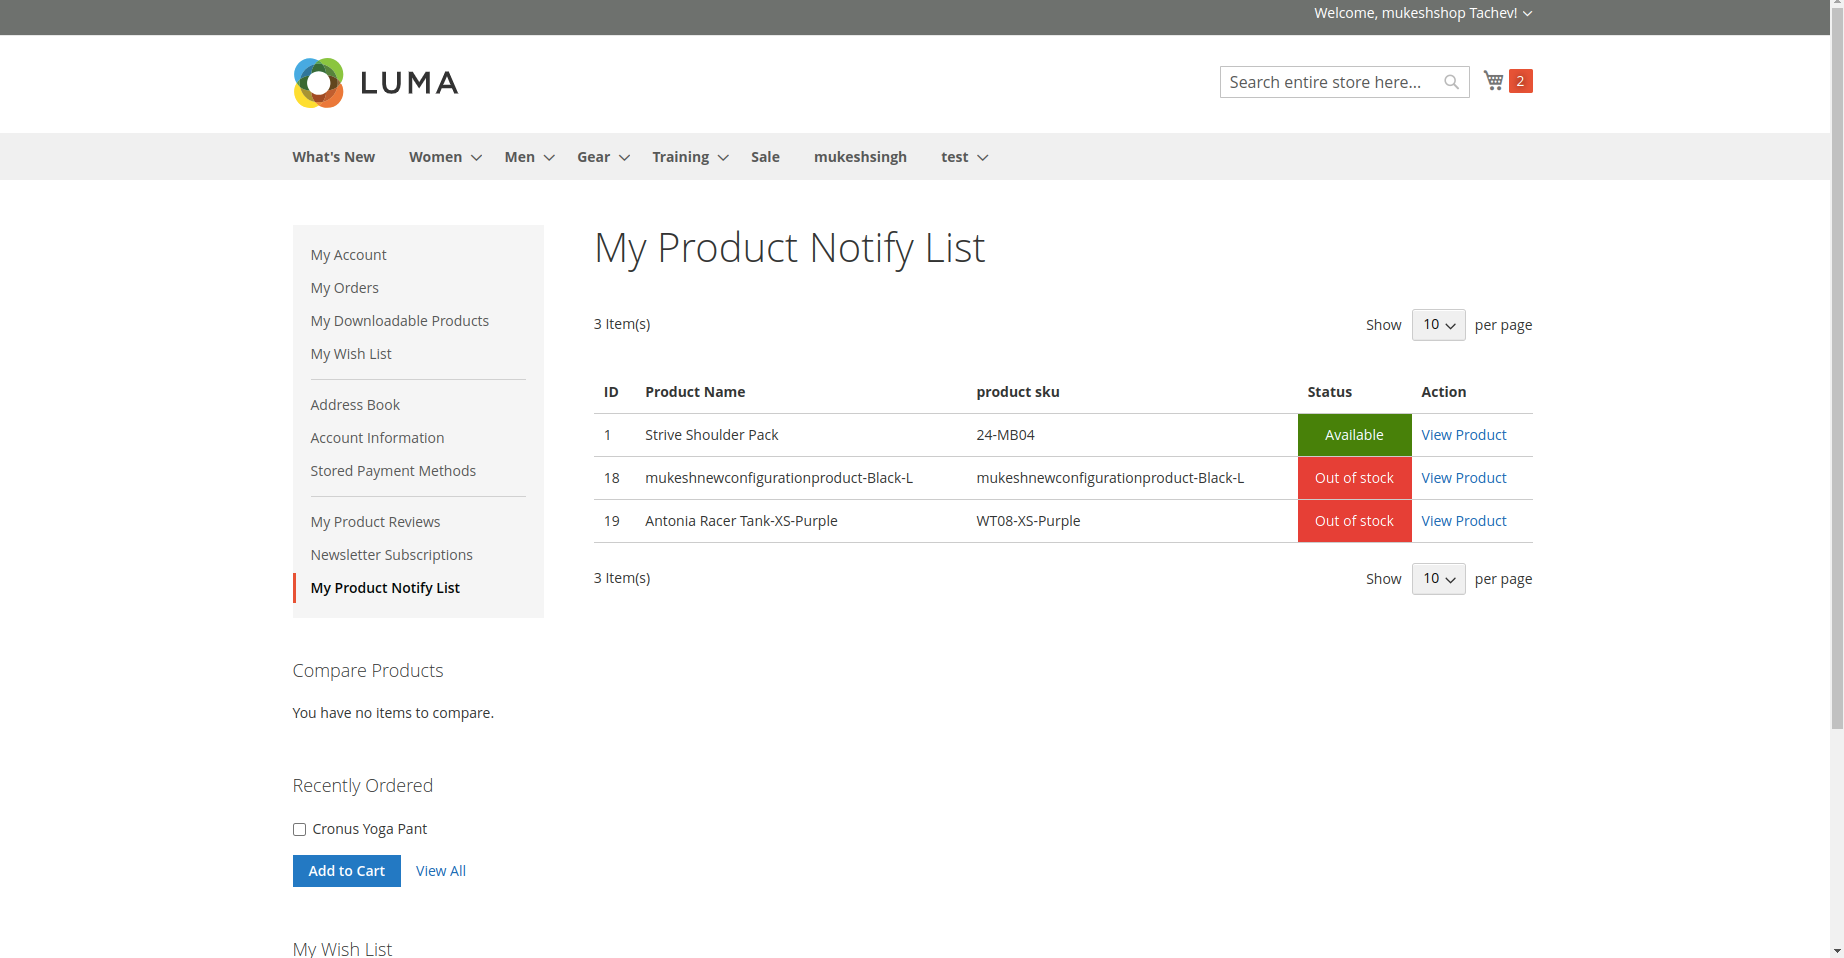 Welcome, mukeshshop Tachev!
LUMA
Search entire store here...
2
What's New Women Men Gear Training Sale mukeshsingh test
My Account
My Orders
My Downloadable Products
My Wish List
Address Book
Account Information
Stored Payment Methods
My Product Reviews
Newsletter Subscriptions
My Product Notify List
Compare Products
You have no items to compare.
Recently Ordered
Cronus Yoga Pant
Add to Cart View All
My Wish List
My Product Notify List
3 Item(s) Show 10 per page
ID Product Name product sku Status Action
1 Strive Shoulder Pack 24-MB04 Available View Product
18 mukeshnewconfigurationproduct-Black-L mukeshnewconfigurationproduct-Black-L Out of stock View Product
19 Antonia Racer Tank-XS-Purple WT08-XS-Purple Out of stock View Product
3 Item(s) Show 10 per page